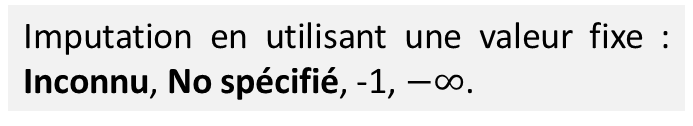 Imputation en utilisant une valeur fixe :
Inconnu, No spécifié, -1, −∞.